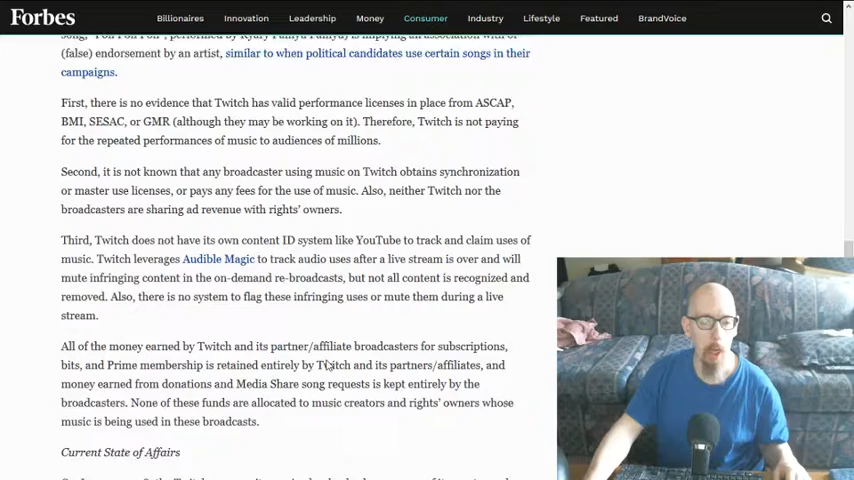 Forbes
Billionaires Innovation Leadership Money Consumer Industry Lifestyle Featured BrandVoice
(false) endorsement by an artist, similar to when political candidates use certain songs in their
campaigns.
First, there is no evidence that Twitch has valid performance licenses in place from ASCAP,
BMI, SESAC, or GMR (although they may be working on it). Therefore, Twitch is not paying
for the repeated performances of music to audiences of millions.
Second, it is not known that any broadcaster using music on Twitch obtains synchronization
or master use licenses, or pays any fees for the use of music. Also, neither Twitch nor the
broadcasters are sharing ad revenue with rights' owners.
Third, Twitch does not have its own content ID system like YouTube to track and claim uses of
music. Twitch leverages Audible Magic to track audio uses after a live stream is over and will
mute infringing content in the on-demand re-broadcasts, but not all content is recognized and
removed. Also, there is no system to flag these infringing uses or mute them during a live
stream.
All of the money earned by Twitch and its partner/affiliate broadcasters for subscriptions,
bits, and Prime membership is retained entirely by Twitch and its partners/affiliates, and
money earned from donations and Media Share song requests is kept entirely by the
broadcasters. None of these funds are allocated to music creators and rights' owners whose
music is being used in these broadcasts.
Current State of Affairs